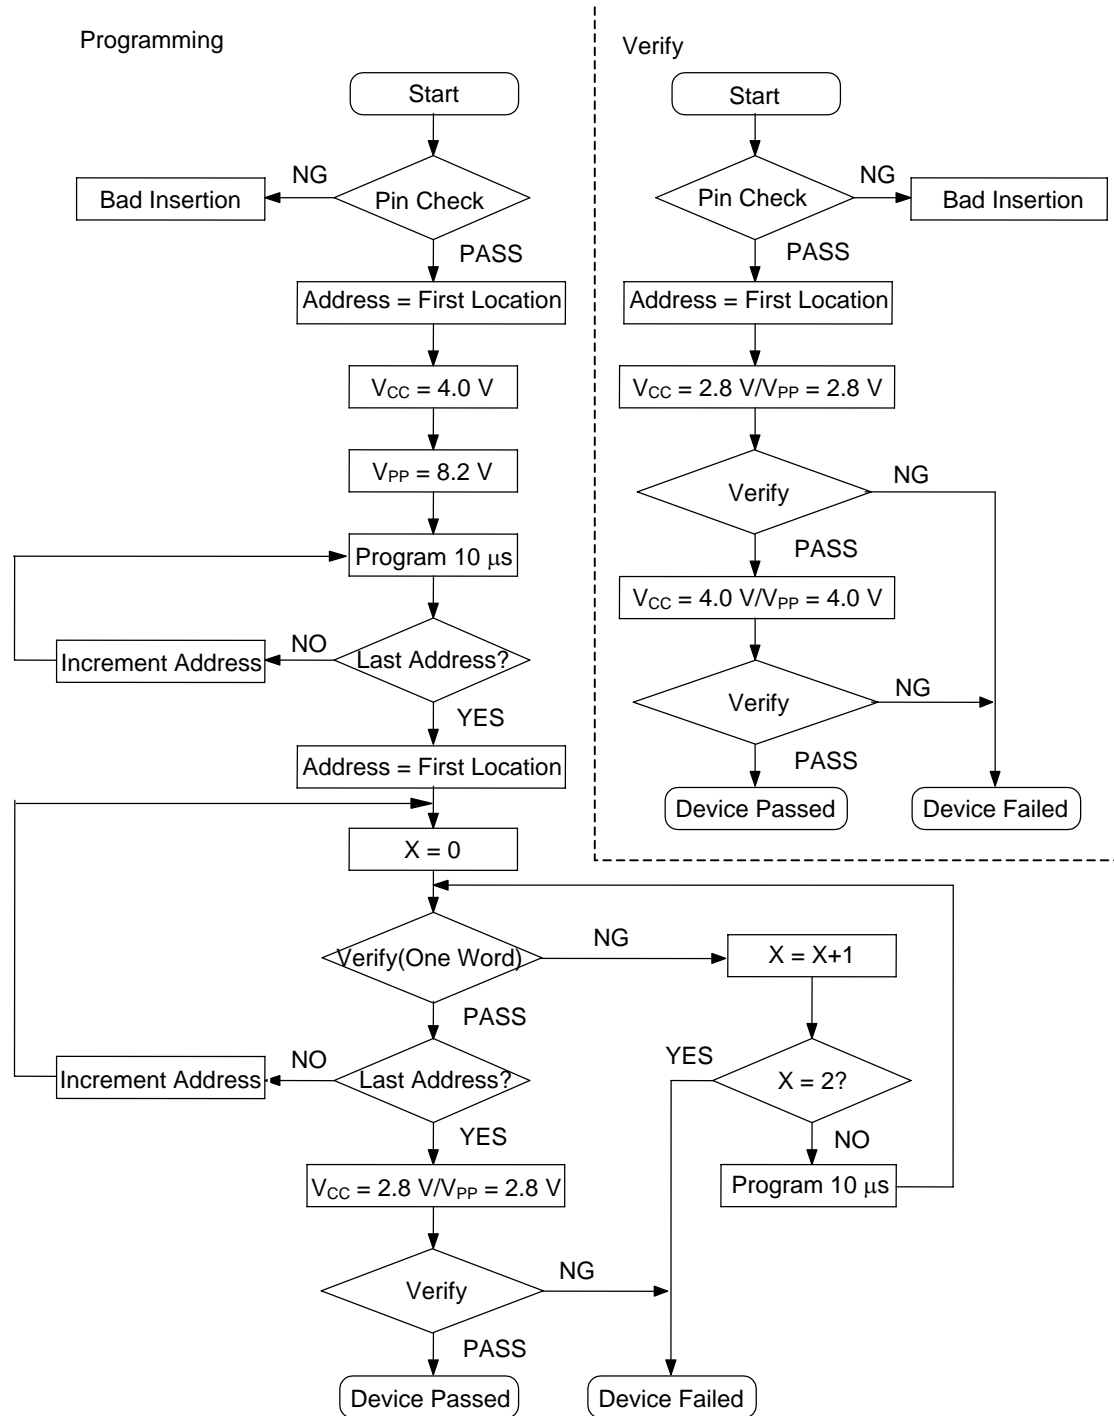 Programming
Start
NG
Bad Insertion
Pin Check
PASS
Address = First Location
VCC = 4.0 V
VPP = 8.2 V
Program 10 μs
NO
Increment Address
Last Address?
YES
Address = First Location
X = 0
Verify(One Word)
NG
X = X+1
PASS
NO
Increment Address
Last Address?
YES
X = 2?
YES
NO
VCC = 2.8 V/VPP = 2.8 V
Program 10 μs
Verify
NG
PASS
Device Passed
Device Failed
Verify
Start
Pin Check
NG
Bad Insertion
PASS
Address = First Location
VCC = 2.8 V/VPP = 2.8 V
Verify
NG
PASS
VCC = 4.0 V/VPP = 4.0 V
Verify
NG
PASS
Device Passed
Device Failed